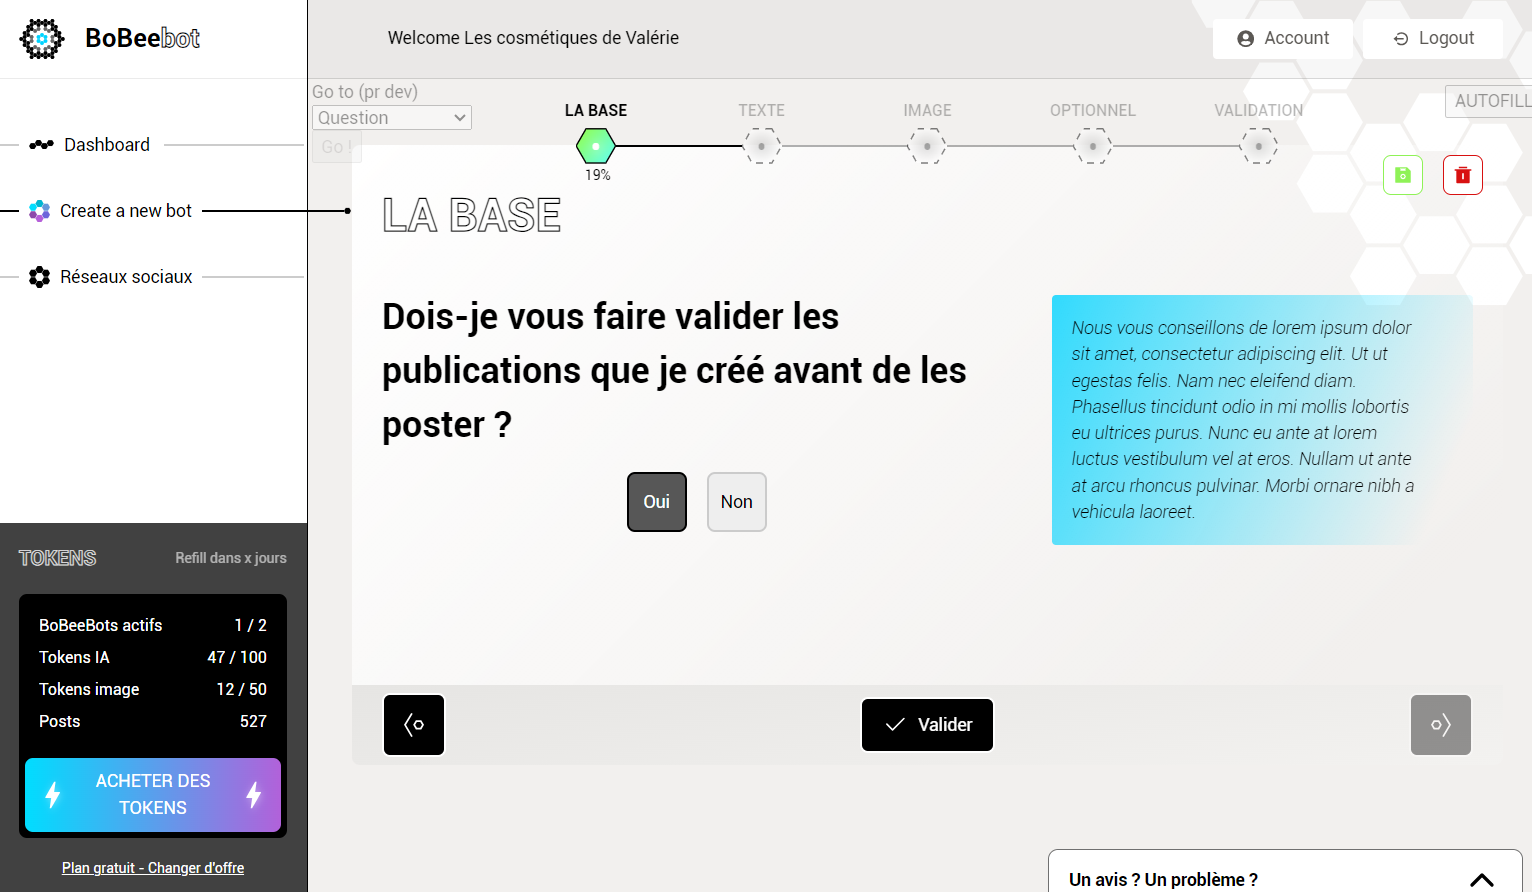 BoBeebot
Welcome Les cosmétiques de Valérie
Account
Logout
Go to (pr dev)
Question
Go !
LA BASE
TEXTE
IMAGE
OPTIONNEL
VALIDATION
AUTOFILL
19%
Dashboard
Create a new bot
Réseaux sociaux
LA BASE
Dois-je vous faire valider les
publications que je créé avant de les
poster ?
Oui
Non
Nous vous conseillons de lorem ipsum dolor
sit amet, consectetur adipiscing elit. Ut ut
egestas felis. Nam nec eleifend diam.
Phasellus tincidunt odio in mi mollis lobortis
eu ultrices purus. Nunc eu ante at lorem
luctus vestibulum vel at eros. Nullam ut ante
at arcu rhoncus pulvinar. Morbi ornare nibh a
vehicula laoreet.
TOKENS
Refill dans x jours
BoBeeBots actifs 1 / 2
Tokens IA 47 / 100
Tokens image 12 / 50
Posts 527
ACHETER DES
TOKENS
Plan gratuit - Changer d'offre
Valider
Un avis ? Un problème ?